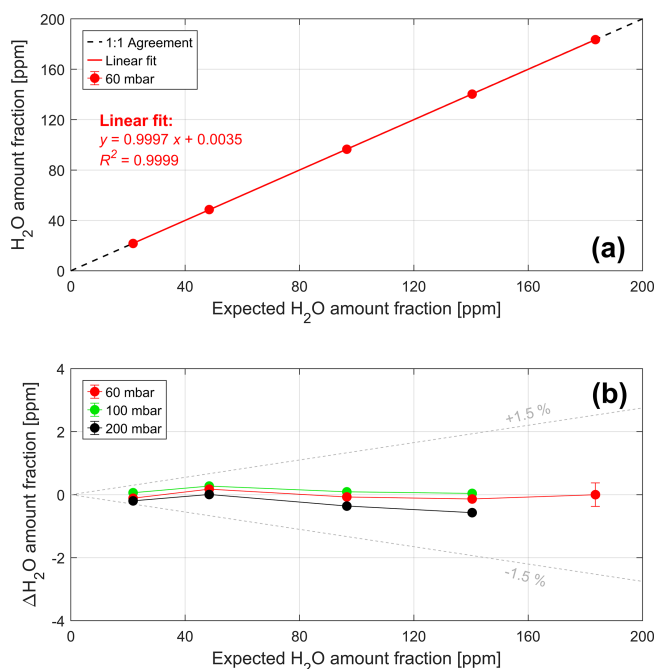 200
160
120
80
40
0
H2O amount fraction [ppm]
1:1 Agreement
Linear fit
60 mbar
Linear fit:
y = 0.9997 x + 0.0035
R² = 0.9999
(a)
0 40 80 120 160 200
Expected H2O amount fraction [ppm]
4
2
0
-2
-4
ΔH2O amount fraction [ppm]
60 mbar
100 mbar
200 mbar
(b)
+1.5 %
-1.5 %
0 40 80 120 160 200
Expected H2O amount fraction [ppm]